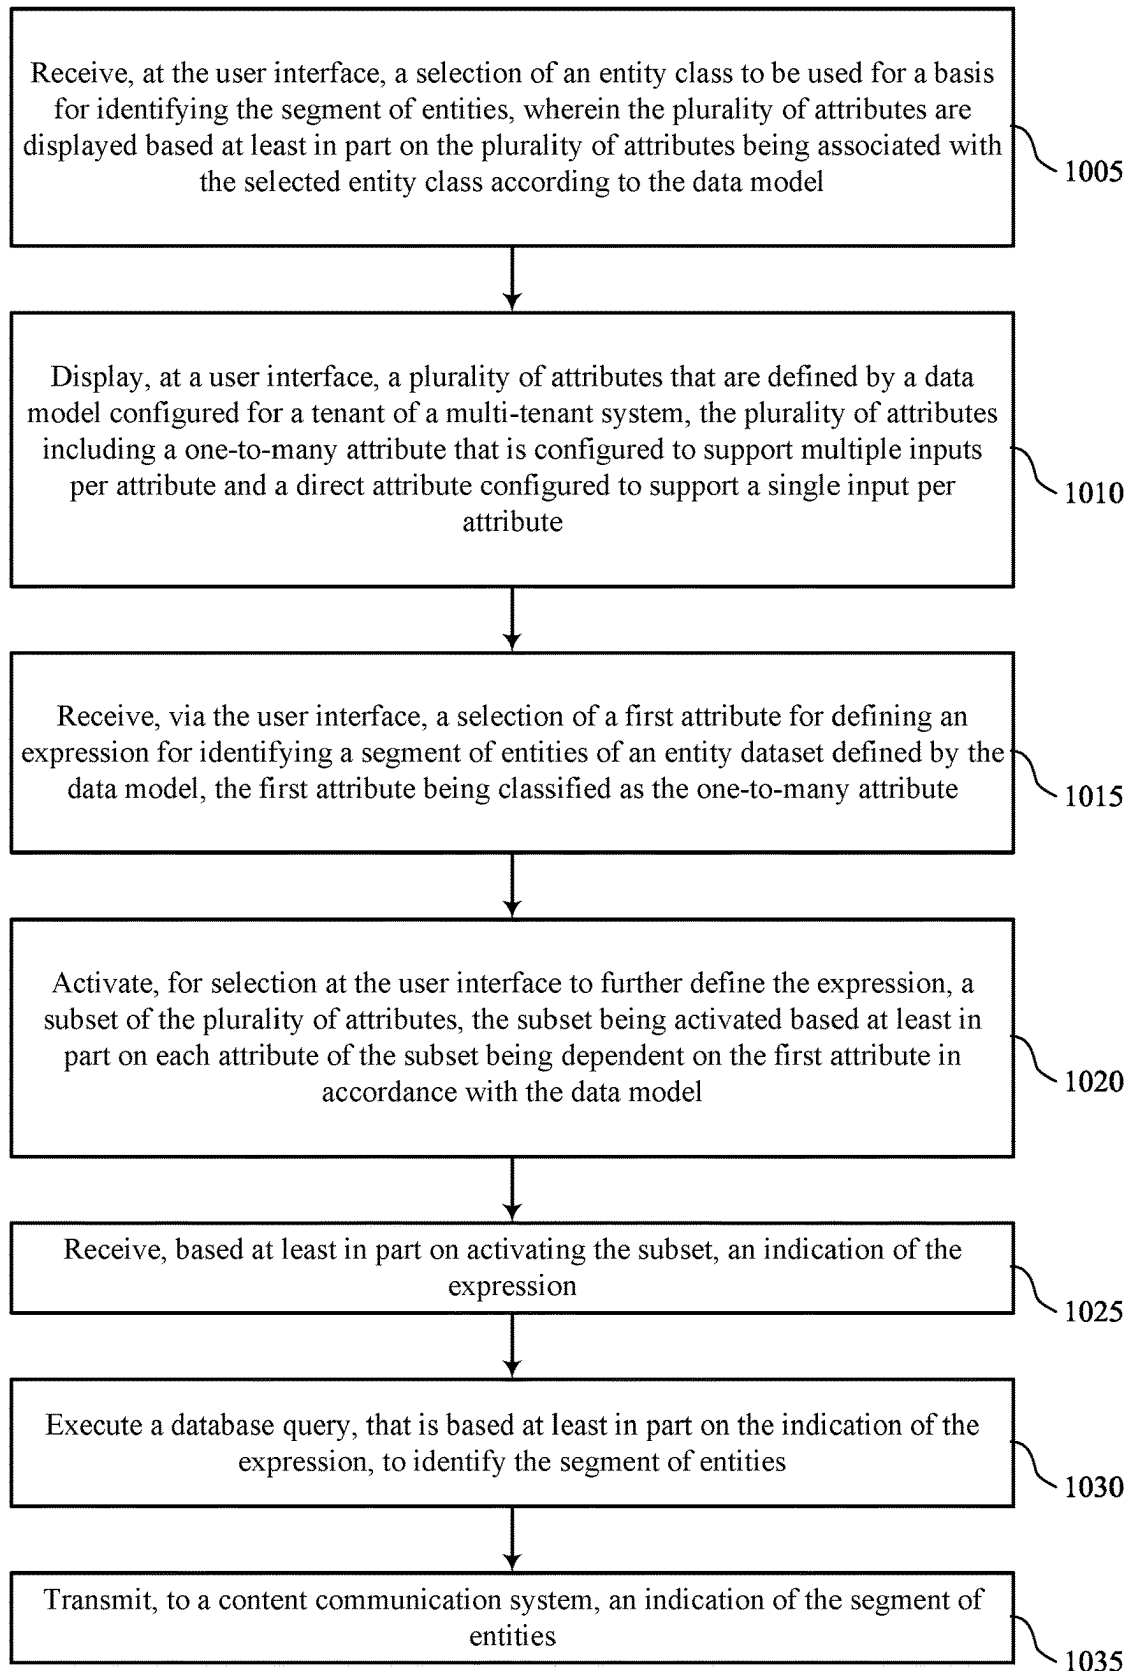 Receive, at the user interface, a selection of an entity class to be used for a basis
for identifying the segment of entities, wherein the plurality of attributes are
displayed based at least in part on the plurality of attributes being associated with
the selected entity class according to the data model
1005
Display, at a user interface, a plurality of attributes that are defined by a data
model configured for a tenant of a multi-tenant system, the plurality of attributes
including a one-to-many attribute that is configured to support multiple inputs
per attribute and a direct attribute configured to support a single input per
attribute
1010
Receive, via the user interface, a selection of a first attribute for defining an
expression for identifying a segment of entities of an entity dataset defined by the
data model, the first attribute being classified as the one-to-many attribute
1015
Activate, for selection at the user interface to further define the expression, a
subset of the plurality of attributes, the subset being activated based at least in
part on each attribute of the subset being dependent on the first attribute in
accordance with the data model
1020
Receive, based at least in part on activating the subset, an indication of the
expression
1025
Execute a database query, that is based at least in part on the indication of the
expression, to identify the segment of entities
1030
Transmit, to a content communication system, an indication of the segment of
entities
1035